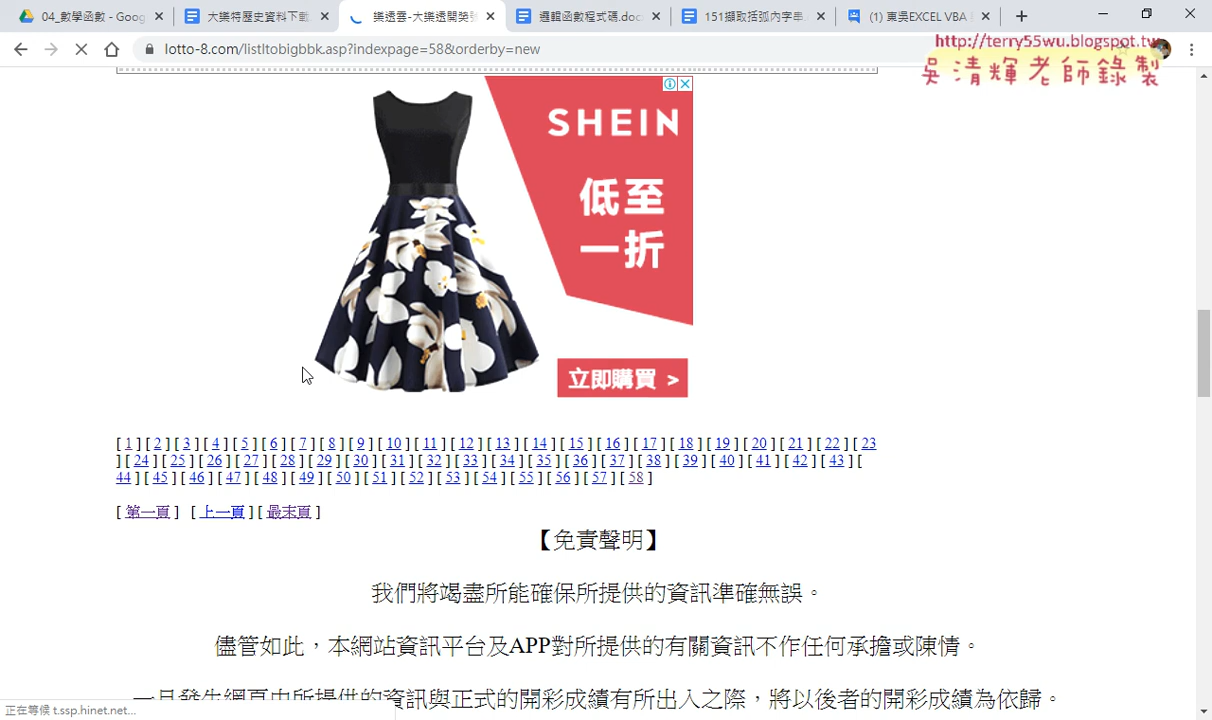 04_數學函數 - Goog
大樂特歷史資料下載
樂透雲-大樂透開獎
邏輯函數程式碼.doc
151擷取括弧內字串.
(1) 東吳EXCEL VBA
lotto-8.com/listltobigbbk.asp?indexpage=58&orderby=new
http://terry55wu.blogspot.tw
吳清輝老師錄製
SHEIN
低至
一折
立即購買 >
[ 1 ] [ 2 ] [ 3 ] [ 4 ] [ 5 ] [ 6 ] [ 7 ] [ 8 ] [ 9 ] [ 10 ] [ 11 ] [ 12 ] [ 13 ] [ 14 ] [ 15 ] [ 16 ] [ 17 ] [ 18 ] [ 19 ] [ 20 ] [ 21 ] [ 22 ] [ 23
] [ 24 ] [ 25 ] [ 26 ] [ 27 ] [ 28 ] [ 29 ] [ 30 ] [ 31 ] [ 32 ] [ 33 ] [ 34 ] [ 35 ] [ 36 ] [ 37 ] [ 38 ] [ 39 ] [ 40 ] [ 41 ] [ 42 ] [ 43 ] [
44 ] [ 45 ] [ 46 ] [ 47 ] [ 48 ] [ 49 ] [ 50 ] [ 51 ] [ 52 ] [ 53 ] [ 54 ] [ 55 ] [ 56 ] [ 57 ] [ 58 ]
[ 第一頁 ] [ 上一頁 ] [ 最末頁 ]
【免責聲明】
我們將竭盡所能確保所提供的資訊準確無誤。
儘管如此，本網站資訊平台及APP對所提供的有關資訊不作任何承擔或陳情。
一旦發生網頁内所提供的資訊與正式的開彩成績有所出入之際，將以後者的開彩成績為依歸。
正在等候 t.ssp.hinet.net...